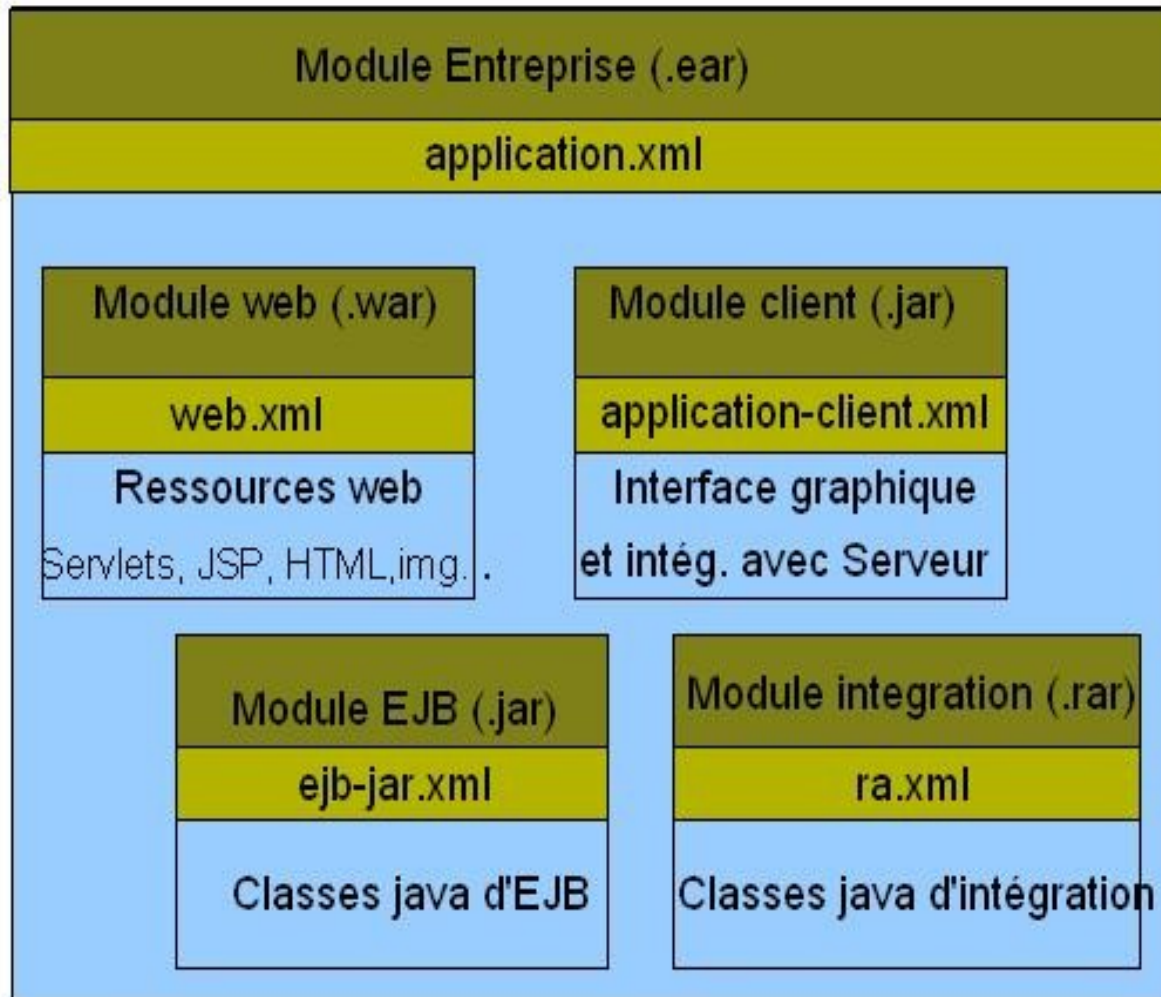 Module Entreprise (.ear)
application.xml
Module web (.war)
web.xml
Ressources web
Servlets, JSP, HTML,img. .
Module client (.jar)
application-client.xml
Interface graphique
et intég. avec Serveur
Module EJB (.jar)
ejb-jar.xml
Classes java d'EJB
Module integration (.rar)
ra.xml
Classes java d'intégration